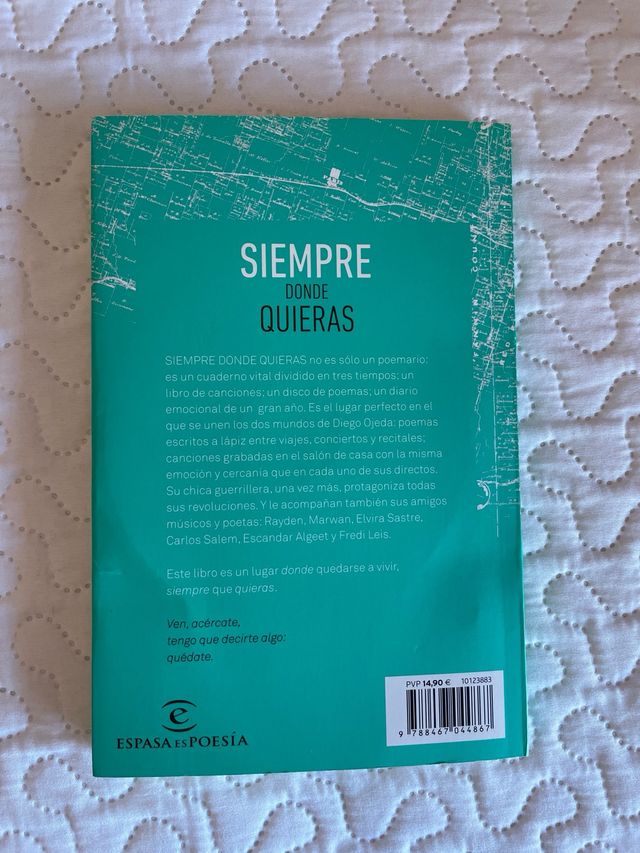 SIEMPRE
DONDE
QUIERAS
SIEMPRE DONDE QUIERAS no es sólo un poemario:
es un cuaderno vital dividido en tres tiempos; un
libro de canciones; un disco de poemas; un diario
emocional de un gran año. Es el lugar perfecto en el
que se unen los dos mundos de Diego Ojeda: poemas
escritos a lápiz entre viajes, conciertos y recitales;
canciones grabadas en el salón de casa con la misma
emoción y cercanía que en cada uno de sus directos.
Su chica guerrillera, una vez más, protagoniza todas
sus revoluciones. Y le acompañan también sus amigos
músicos y poetas: Rayden, Marwan, Elvira Sastre,
Carlos Salem, Escandar Algeet y Fredi Leis.
Este libro es un lugar donde quedarse a vivir,
siempre que quieras.
Ven, acércate,
tengo que decirte algo:
quédate.
PVP 14,90 € 10123883
9 788467 044867
ESPASA ES POESÍA
COUN